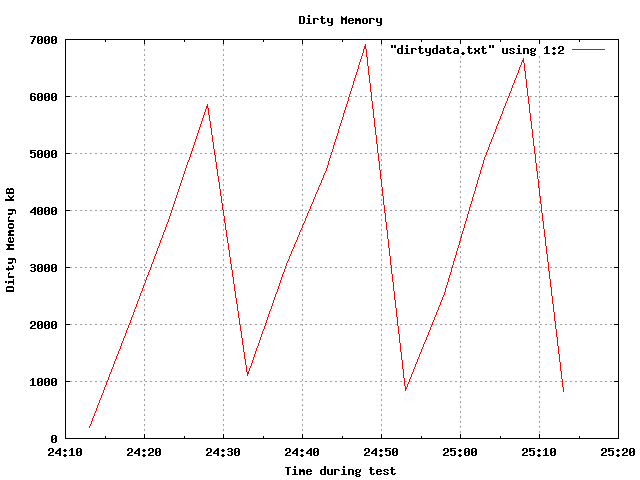 Dirty Memory
"dirtydata.txt" using 1:2
7000
6000
5000
4000
3000
2000
1000
0
Dirty Memory kB
24:10 24:20 24:30 24:40 24:50 25:00 25:10 25:20
Time during test